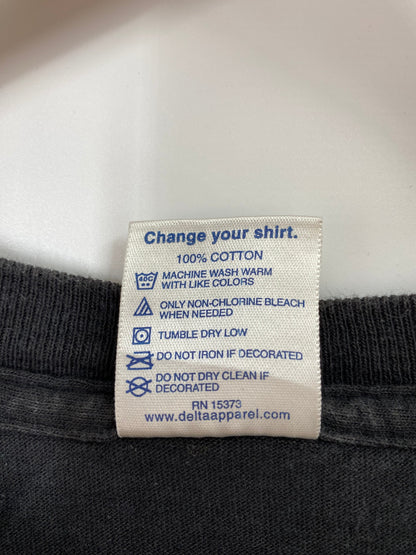 Change your shirt.
100% COTTON
40C
MACHINE WASH WARM
WITH LIKE COLORS
ONLY NON-CHLORINE BLEACH
WHEN NEEDED
TUMBLE DRY LOW
DO NOT IRON IF DECORATED
DO NOT DRY CLEAN IF
DECORATED
RN 15373
www.deltaapparel.com